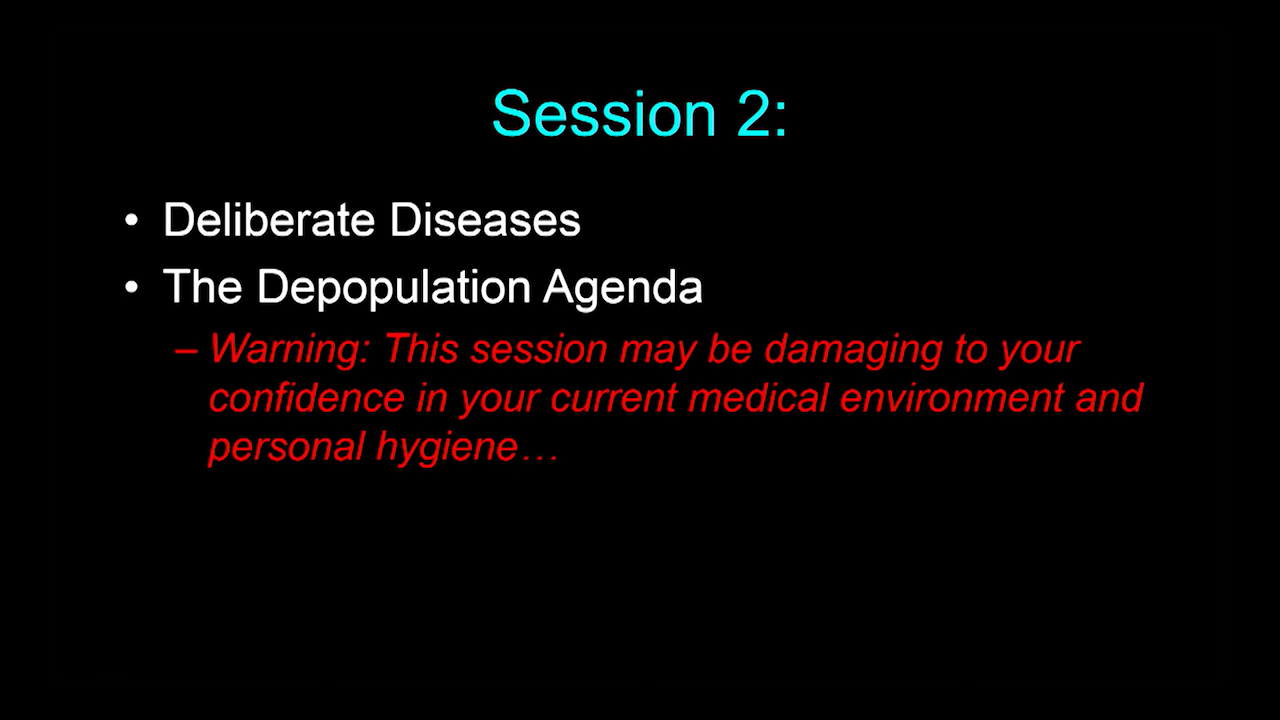 Session 2:
• Deliberate Diseases
• The Depopulation Agenda
– Warning: This session may be damaging to your
confidence in your current medical environment and
personal hygiene…